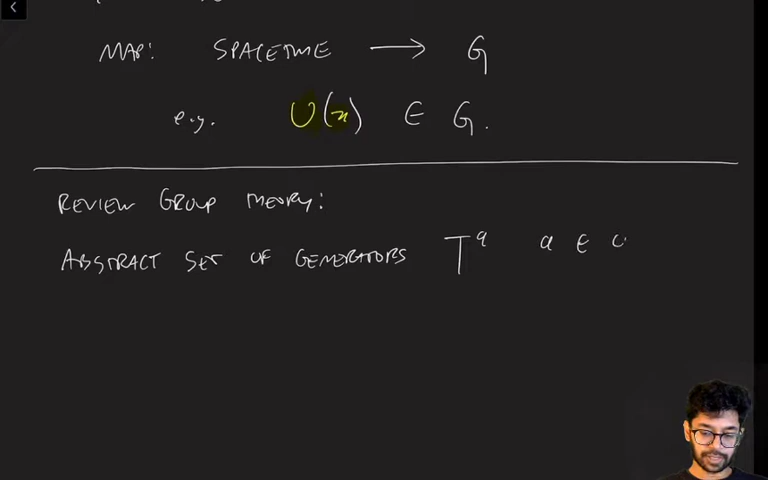 MAP: SPACETIME → G
e.g. U(x) ∈ G.
REVIEW GROUP THEORY:
ABSTRACT SET OF GENERATORS T^a a ∈